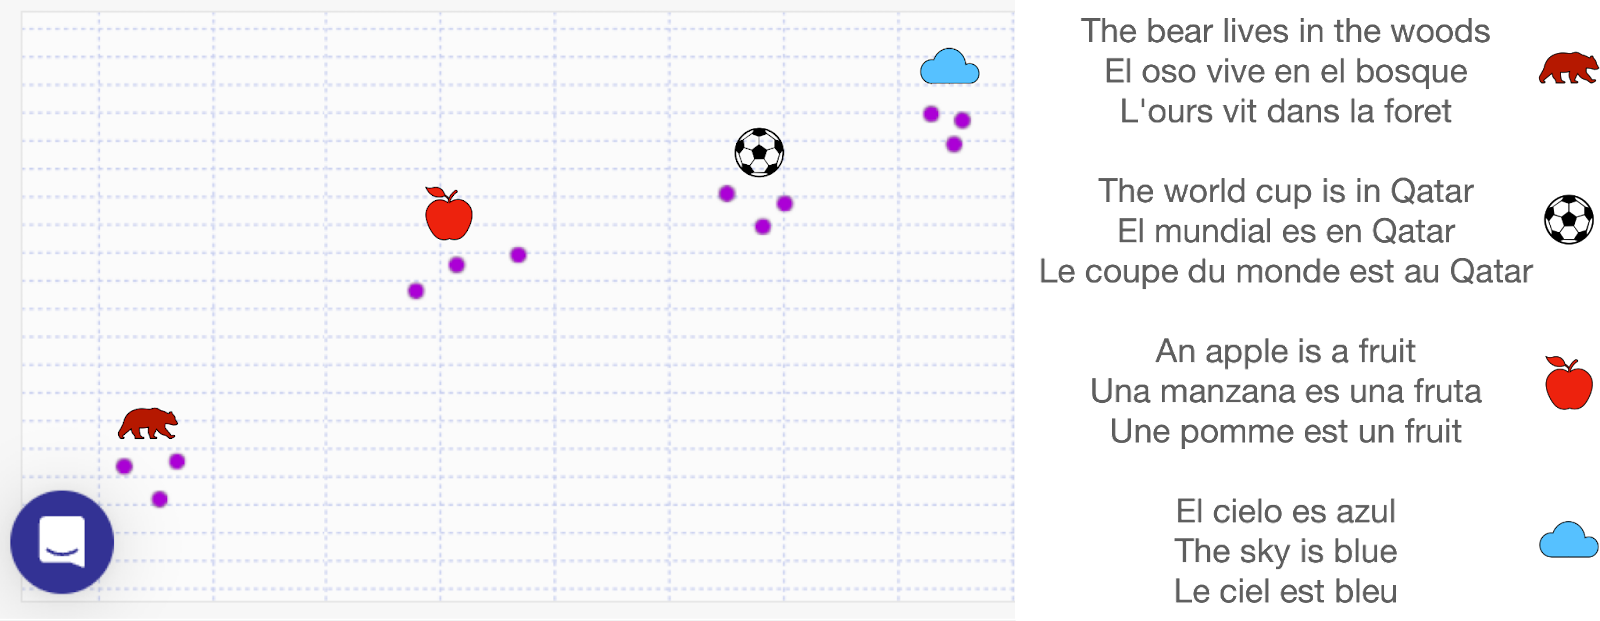 The bear lives in the woods
El oso vive en el bosque
L'ours vit dans la foret
The world cup is in Qatar
El mundial es en Qatar
Le coupe du monde est au Qatar
An apple is a fruit
Una manzana es una fruta
Une pomme est un fruit
El cielo es azul
The sky is blue
Le ciel est bleu